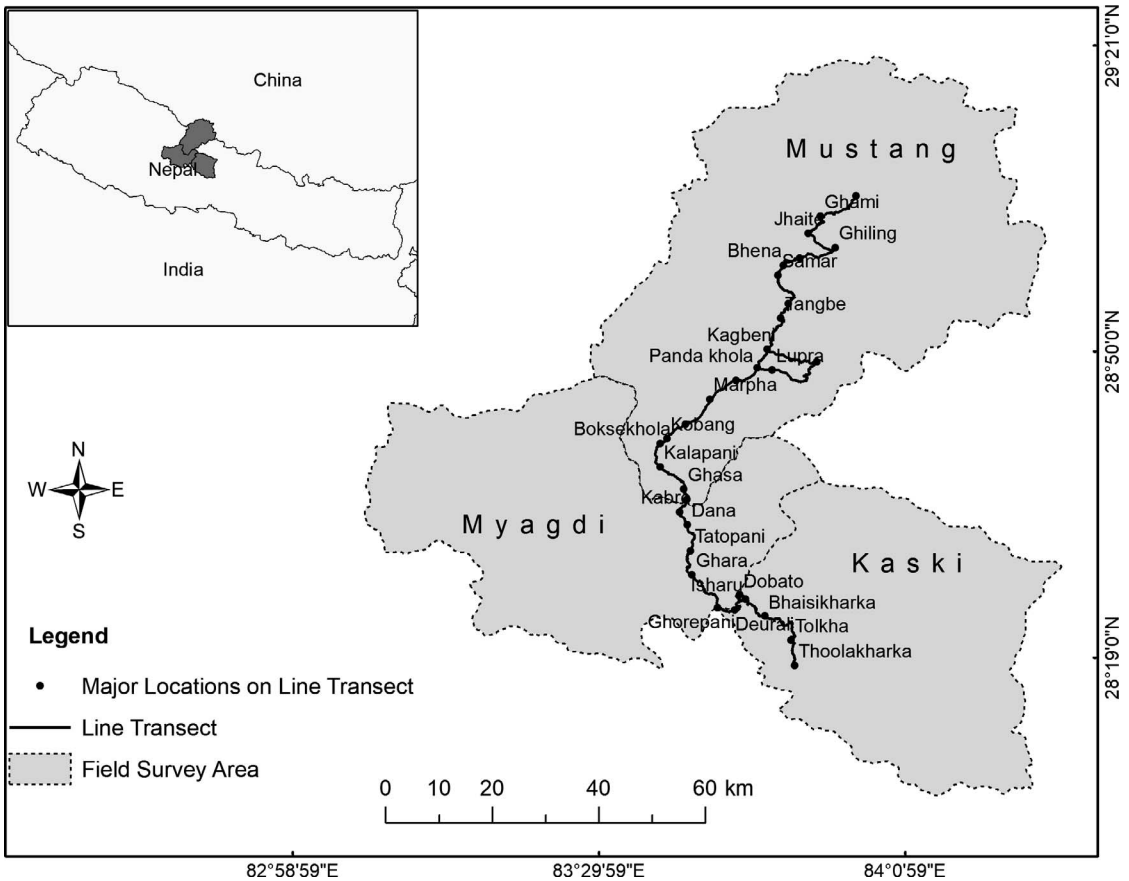 China
Nepal
India
29°21'0"N
Mustang
Ghami
Jhaite
Ghiling
Bhena
Samar
Tangbe
Kagbeni
28°50'0"N
Panda khola
Lupra
Marpha
Kobang
Boksekhola
Kalapani
Ghasa
N
W
E
S
Kabre
Dana
Myagdi
Tatopani
Ghara
Kaski
Isharu
Dobato
Bhaisikharka
Ghorepani
Deurali
Tolkha
Thoolakharka
28°19'0"N
Legend
Major Locations on Line Transect
Line Transect
Field Survey Area
0 10 20 40 60 km
82°58'59"E
83°29'59"E
84°0'59"E